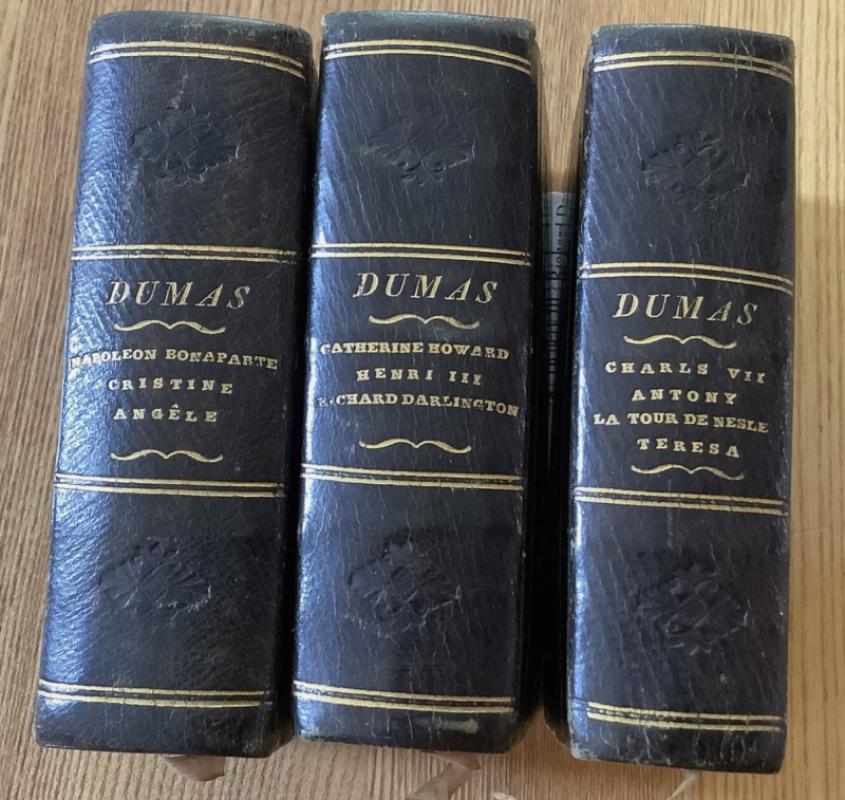 DUMAS
NAPOLEON BONAPARTE
CRISTINE
ANGÊLE
DUMAS
CATHERINE HOWARD
HENRI III
RICHARD DARLINGTON
DUMAS
CHARLS VII
ANTONY
LA TOUR DE NESLE
TERESA
Richard D